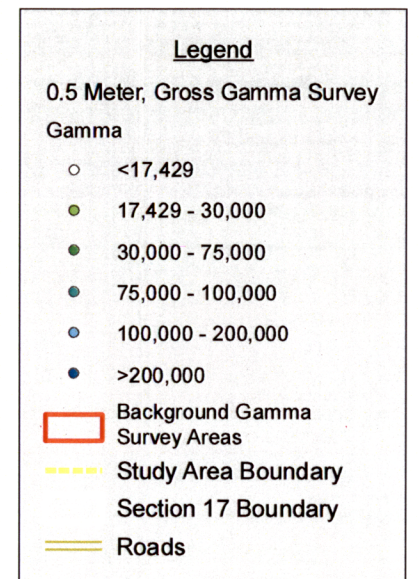 Legend
0.5 Meter, Gross Gamma Survey
Gamma
<17,429
17,429 - 30,000
30,000 - 75,000
75,000 - 100,000
100,000 - 200,000
>200,000
Background Gamma
Survey Areas
Study Area Boundary
Section 17 Boundary
Roads